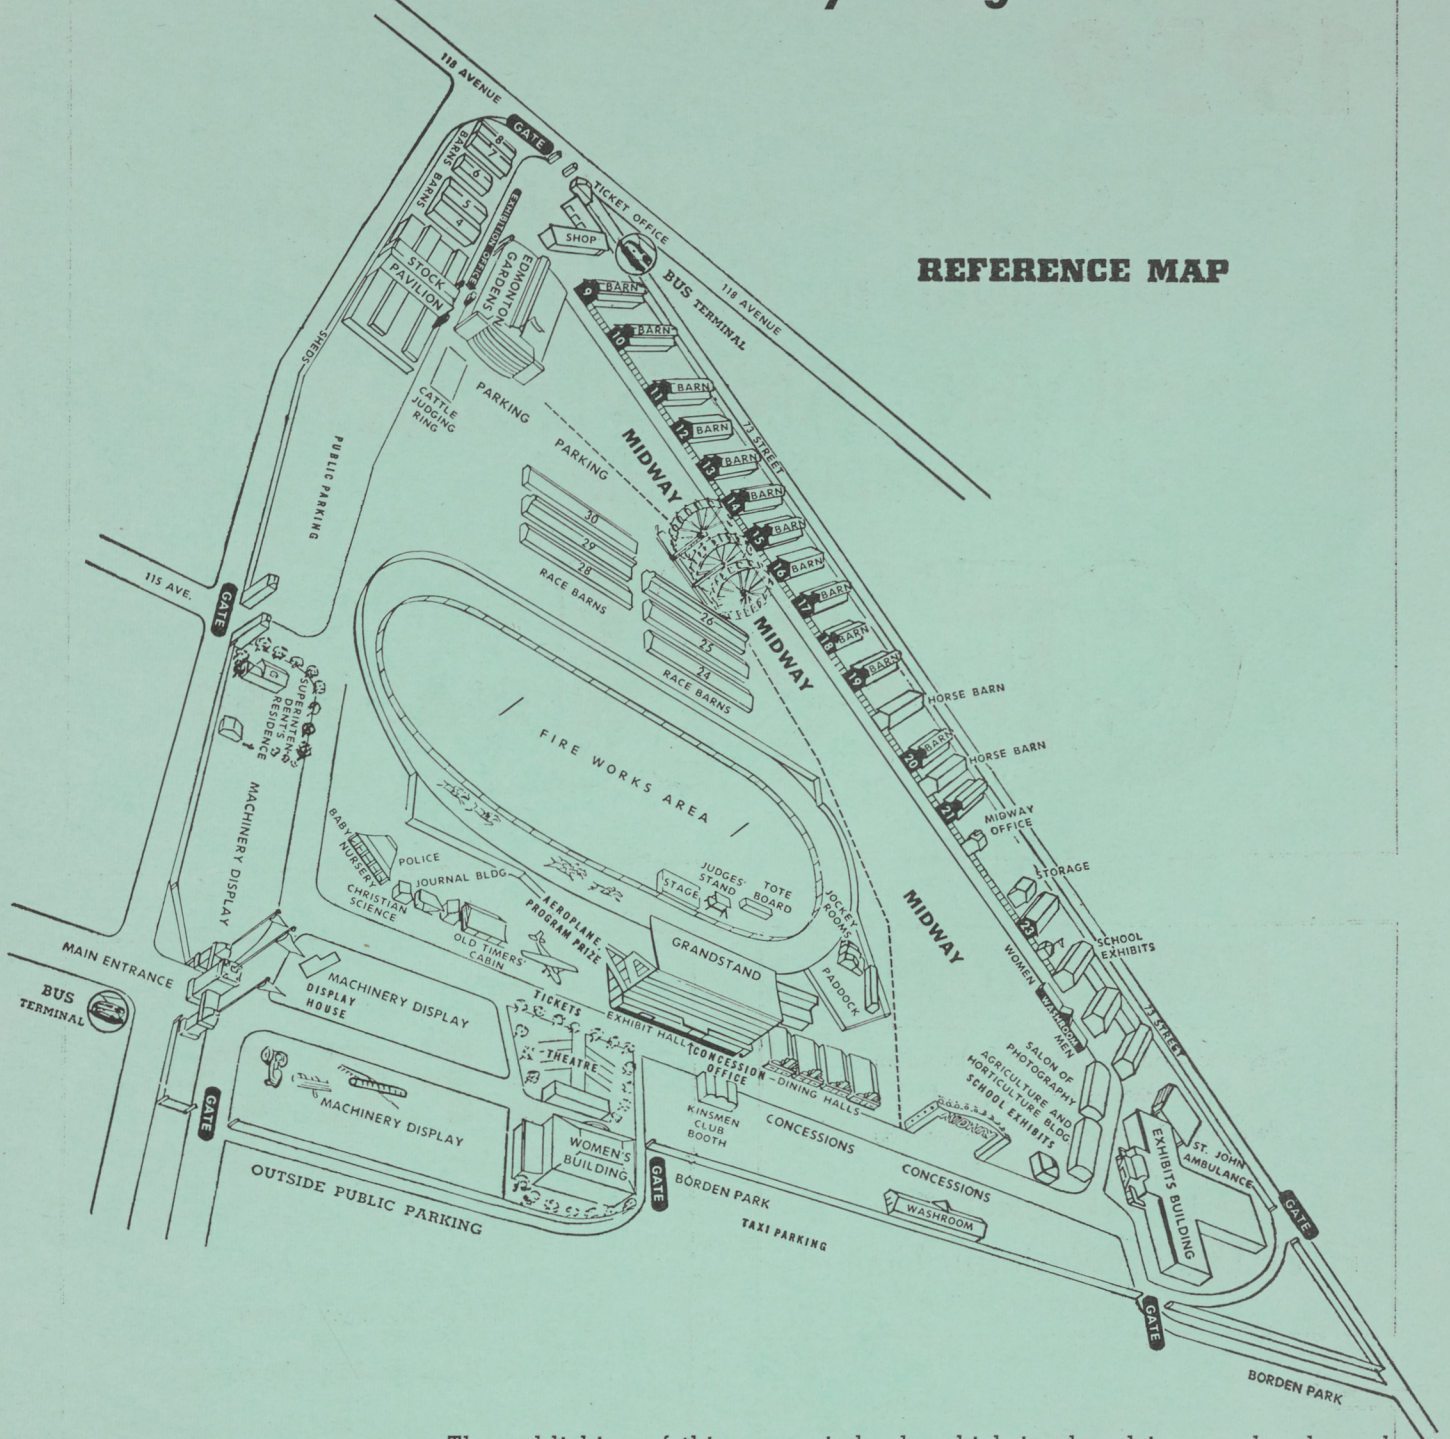 REFERENCE MAP
118 AVENUE
GATE
8
7
6
5
4
BARNS
BARNS
TICKET OFFICE
SHOP
EXHIBITION OFFICE
EDMONTON
GARDENS
STOCK
PAVILION
BUS TERMINAL
118 AVENUE
SHEDS
CATTLE
JUDGING
RING
PARKING
PARKING
PUBLIC PARKING
9 BARN
10 BARN
11 BARN
12 BARN
13 BARN
14 BARN
15 BARN
16 BARN
17 BARN
18 BARN
19 BARN
73 STREET
MIDWAY
30
29
28
RACE BARNS
26
25
24
RACE BARNS
MIDWAY
HORSE BARN
20 BARN
HORSE BARN
21
MIDWAY
OFFICE
STORAGE
23
SCHOOL
EXHIBITS
MIDWAY
115 AVE.
GATE
SUPERINTEN-
DENT'S
RESIDENCE
MACHINERY DISPLAY
FIRE WORKS AREA
BABY
NURSERY
POLICE
JOURNAL BLDG
CHRISTIAN
SCIENCE
OLD TIMERS'
CABIN
AEROPLANE
PROGRAM PRIZE
STAGE
JUDGES'
STAND
TOTE
BOARD
JOCKEY
ROOMS
GRANDSTAND
PADDOCK
WOMEN
WASHROOM
MEN
73 STREET
MAIN ENTRANCE
BUS
TERMINAL
MACHINERY DISPLAY
DISPLAY
HOUSE
TICKETS
EXHIBIT HALL
CONCESSION
OFFICE
THEATRE
DINING HALLS
SALON OF
PHOTOGRAPHY
AGRICULTURE AND
HORTICULTURE BLDG
SCHOOL EXHIBITS
MACHINERY DISPLAY
GATE
KINSMEN
CLUB
BOOTH
CONCESSIONS
MIDWAY
WOMEN'S
BUILDING
GATE
OUTSIDE PUBLIC PARKING
BORDEN PARK
TAXI PARKING
CONCESSIONS
WASHROOM
EXHIBITS BUILDING
ST. JOHN
AMBULANCE
GATE
GATE
BORDEN PARK